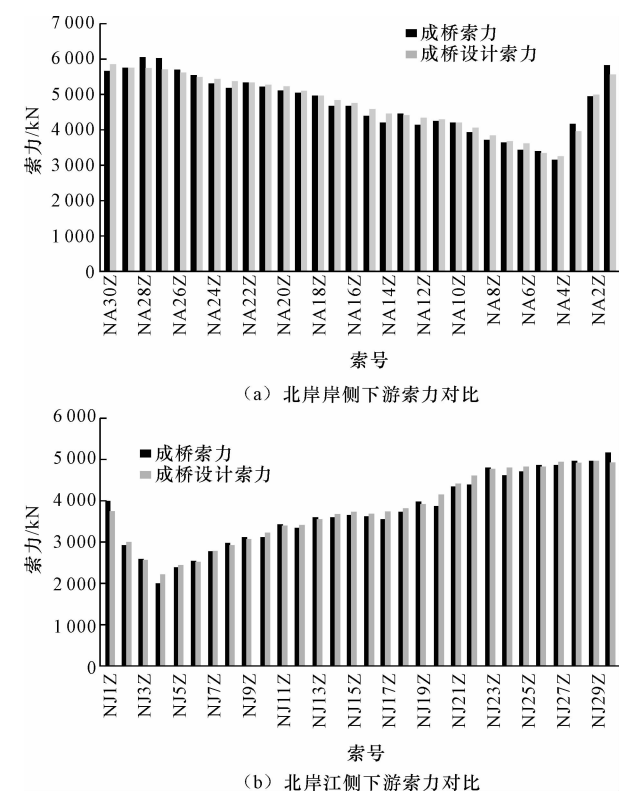 7 000
6 000
5 000
4 000
3 000
2 000
1 000
0
索力/kN
成桥索力
成桥设计索力
NA30Z
NA28Z
NA26Z
NA24Z
NA22Z
NA20Z
NA18Z
NA16Z
NA14Z
NA12Z
NA10Z
NA8Z
NA6Z
NA4Z
NA2Z
索号
（a）北岸岸侧下游索力对比
6 000
5 000
4 000
3 000
2 000
1 000
0
索力/kN
成桥索力
成桥设计索力
NJ1Z
NJ3Z
NJ5Z
NJ7Z
NJ9Z
NJ11Z
NJ13Z
NJ15Z
NJ17Z
NJ19Z
NJ21Z
NJ23Z
NJ25Z
NJ27Z
NJ29Z
索号
（b）北岸江侧下游索力对比